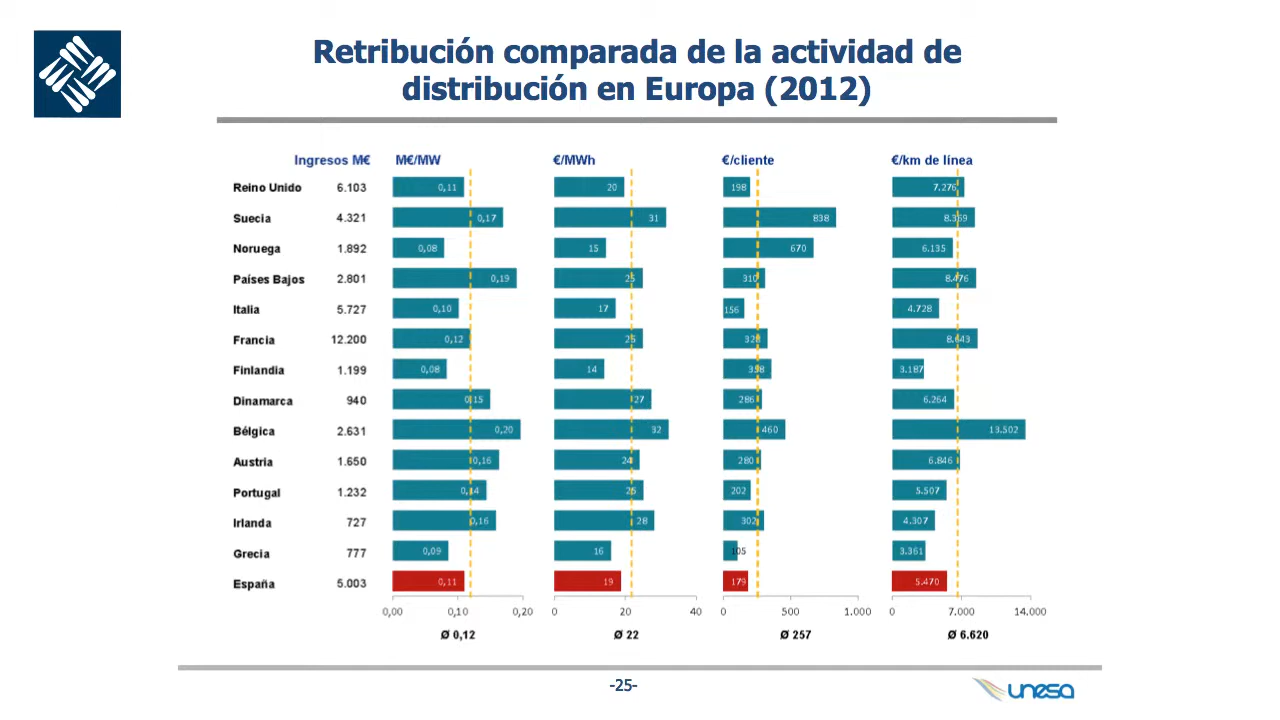 Retribución comparada de la actividad de
distribución en Europa (2012)
Ingresos M€ M€/MW €/MWh €/cliente €/km de línea
Reino Unido 6.103 0,11 20 198 7.276
Suecia 4.321 0,17 31 838 8.369
Noruega 1.892 0,08 15 670 6.135
Países Bajos 2.801 0,19 25 310 8.476
Italia 5.727 0,10 17 156 4.728
Francia 12.200 0,12 25 328 8.643
Finlandia 1.199 0,08 14 358 3.187
Dinamarca 940 0,15 27 286 6.264
Bélgica 2.631 0,20 32 460 13.502
Austria 1.650 0,16 24 280 6.846
Portugal 1.232 0,14 25 202 5.507
Irlanda 727 0,16 28 302 4.307
Grecia 777 0,09 16 105 3.361
España 5.003 0,11 19 179 5.470
0,00 0,10 0,20 0 20 40 0 500 1.000 0 7.000 14.000
Ø 0,12 Ø 22 Ø 257 Ø 6.620
-25-
unesa